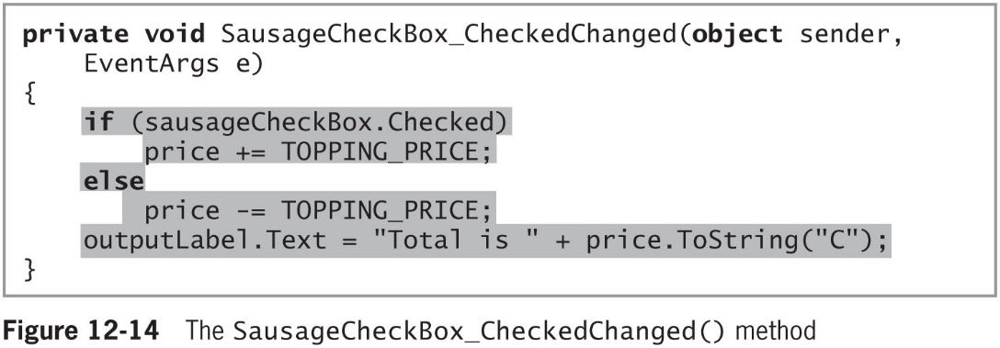 private void SausageCheckBox_CheckedChanged(object sender,
    EventArgs e)
{
    if (sausageCheckBox.Checked)
        price += TOPPING_PRICE;
    else
        price -= TOPPING_PRICE;
    outputLabel.Text = "Total is " + price.ToString("C");
}
Figure 12-14 The SausageCheckBox_CheckedChanged() method